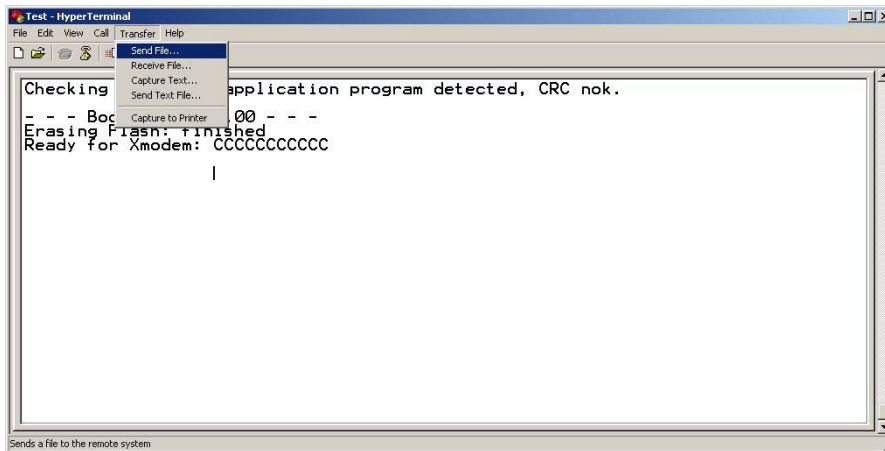 Test - HyperTerminal
File Edit View Call Transfer Help
Send File...
Receive File...
Capture Text...
Send Text File...
Capture to Printer
Checking application program detected, CRC nok.
- - - Boo .00 - - -
Erasing Flash: finished
Ready for Xmodem: CCCCCCCCCCC
Sends a file to the remote system